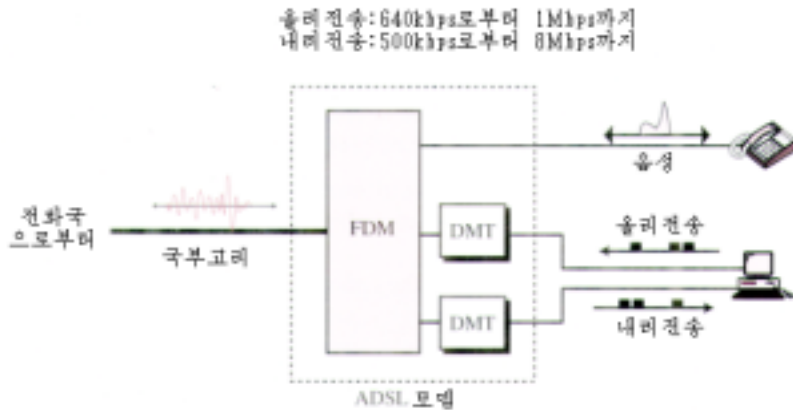 올리전송:640kbps로부터 1Mbps까지
내리전송:500kbps로부터 8Mbps까지
음성
전화국
으로부터
국부고리
FDM
DMT
올리전송
DMT
내리전송
ADSL 모뎀